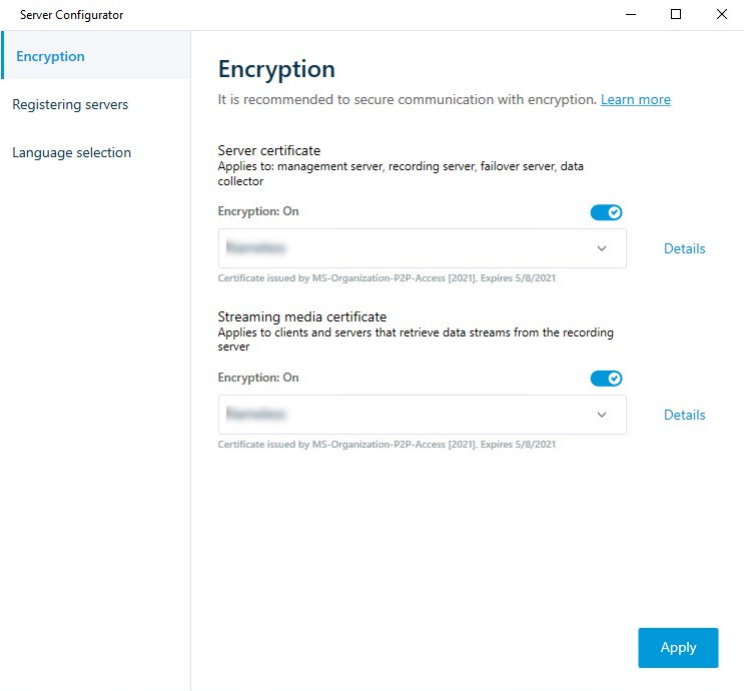 Server Configurator
Encryption
Registering servers
Language selection
Encryption
It is recommended to secure communication with encryption. Learn more
Server certificate
Applies to: management server, recording server, failover server, data
collector
Encryption: On
Details
Certificate issued by MS-Organization-P2P-Access [2021]. Expires 5/8/2021
Streaming media certificate
Applies to clients and servers that retrieve data streams from the recording
server
Encryption: On
Details
Certificate issued by MS-Organization-P2P-Access [2021]. Expires 5/8/2021
Apply